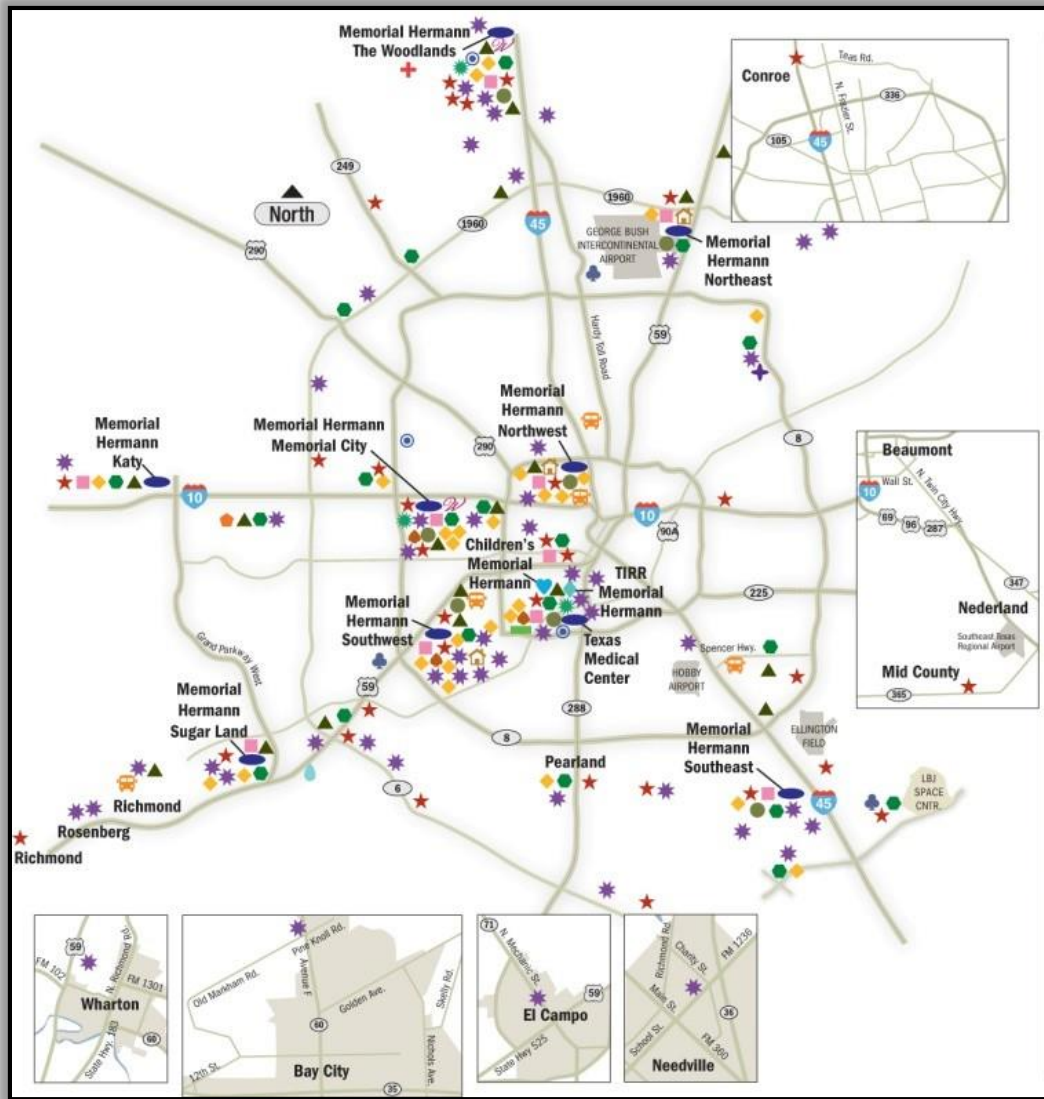 Memorial Hermann
The Woodlands
Conroe
Teas Rd.
N. Frazier St.
336
105
45
249
North
1960
1960
45
290
GEORGE BUSH
INTERCONTINENTAL
AIRPORT
Memorial
Hermann
Northeast
Hardy Toll Road
59
Memorial
Hermann
Northwest
Memorial
Hermann
Katy
Memorial Hermann
Memorial City
290
8
10
10
90A
Beaumont
Wall St.
10
N. Twin City Hwy.
69
96
287
347
Nederland
Southeast Texas
Regional Airport
Mid County
365
Children's
Memorial
Hermann
TIRR
Memorial
Hermann
225
Memorial
Hermann
Southwest
Texas
Medical
Center
Spencer Hwy.
HOBBY
AIRPORT
Grand Parkway West
59
288
8
ELLINGTON
FIELD
Memorial
Hermann
Sugar Land
Memorial
Hermann
Southeast
Pearland
45
LBJ
SPACE
CNTR.
6
Richmond
Rosenberg
Richmond
59
FM 102
N. Richmond Rd.
FM 1301
Wharton
60
State Hwy. 183
Pine Knoll Rd.
Avenue F
Old Markham Rd.
Golden Ave.
Skelly Rd.
60
Nichols Ave.
12th St.
Bay City
35
71
N. Mechanic St.
59
El Campo
State Hwy 525
Richmond Rd.
Charity St.
FM 1236
Main St.
36
School St.
FM 360
Needville